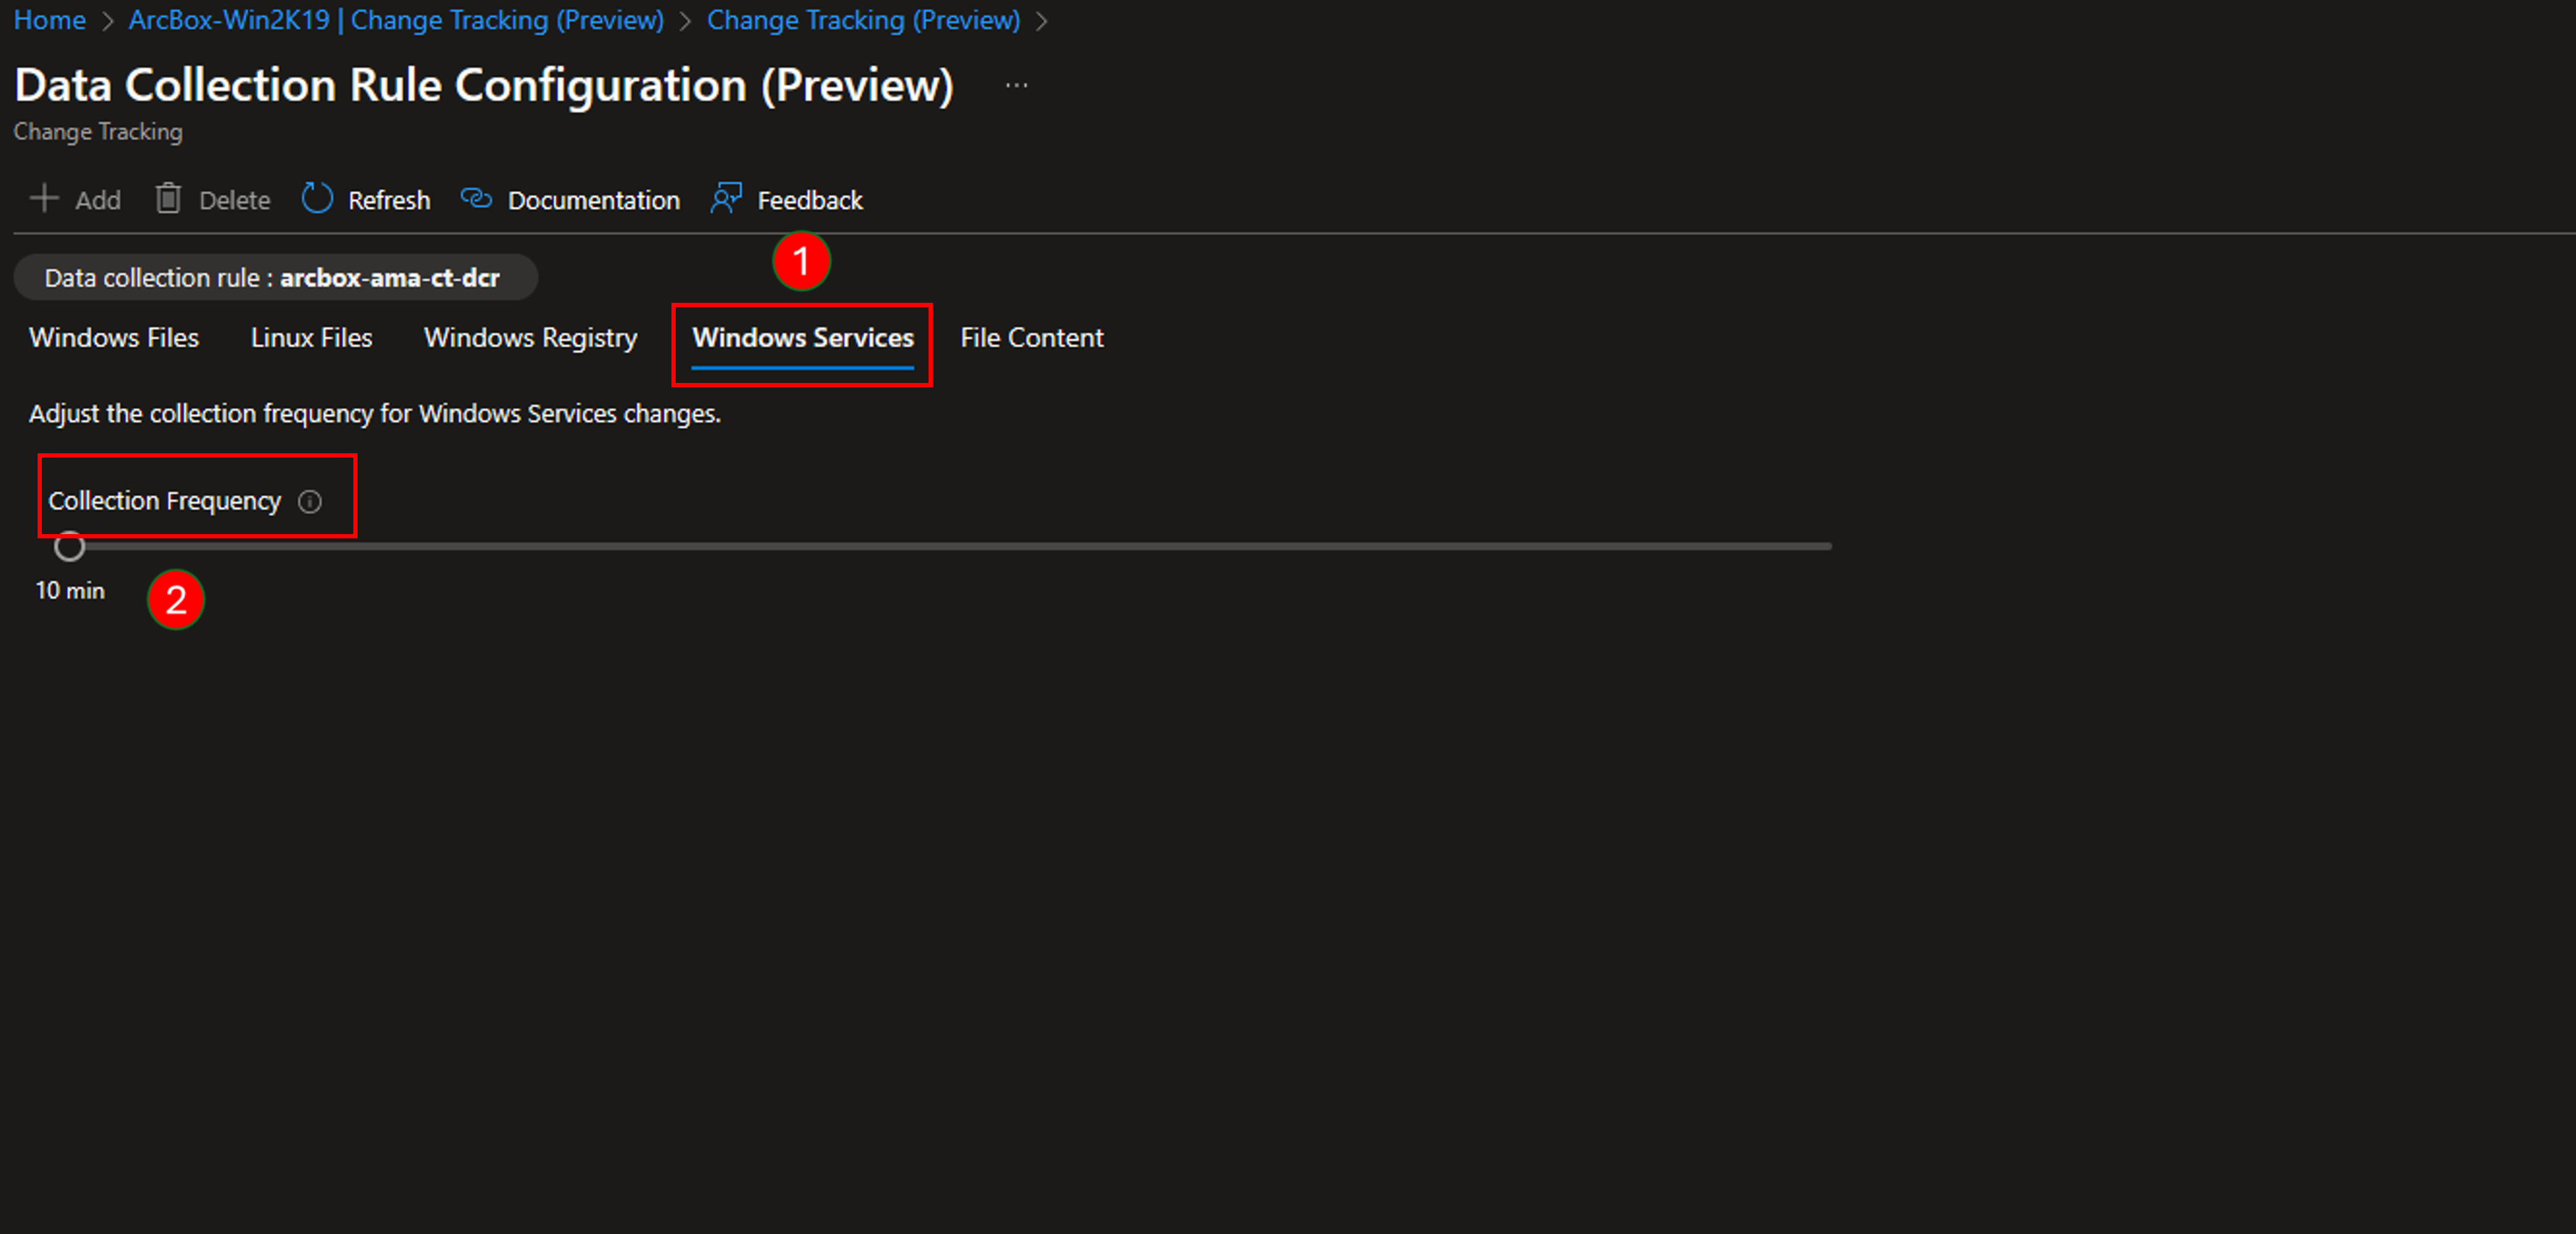 Home > ArcBox-Win2K19 | Change Tracking (Preview) > Change Tracking (Preview) >
Data Collection Rule Configuration (Preview) ...
Change Tracking
Add Delete Refresh Documentation Feedback
1
Data collection rule : arcbox-ama-ct-dcr
Windows Files Linux Files Windows Registry Windows Services File Content
Adjust the collection frequency for Windows Services changes.
Collection Frequency
10 min
2